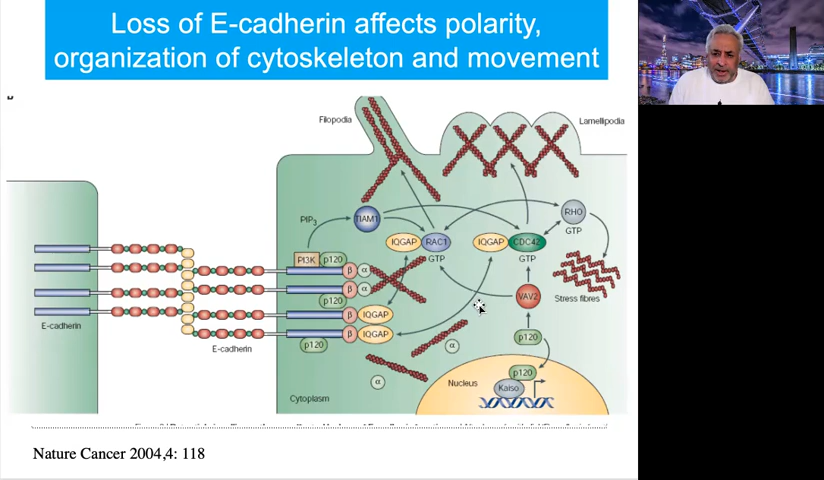 Loss of E-cadherin affects polarity,
organization of cytoskeleton and movement
Filopodia
Lamellipodia
PIP3
TIAM1
RHO
GTP
IQGAP
RAC1
GTP
IQGAP
CDC42
GTP
PI3K
p120
β
α
β
α
p120
β
IQGAP
β
IQGAP
p120
VAV2
Stress fibres
E-cadherin
E-cadherin
α
α
p120
p120
Kaiso
Nucleus
Cytoplasm
Nature Cancer 2004,4: 118